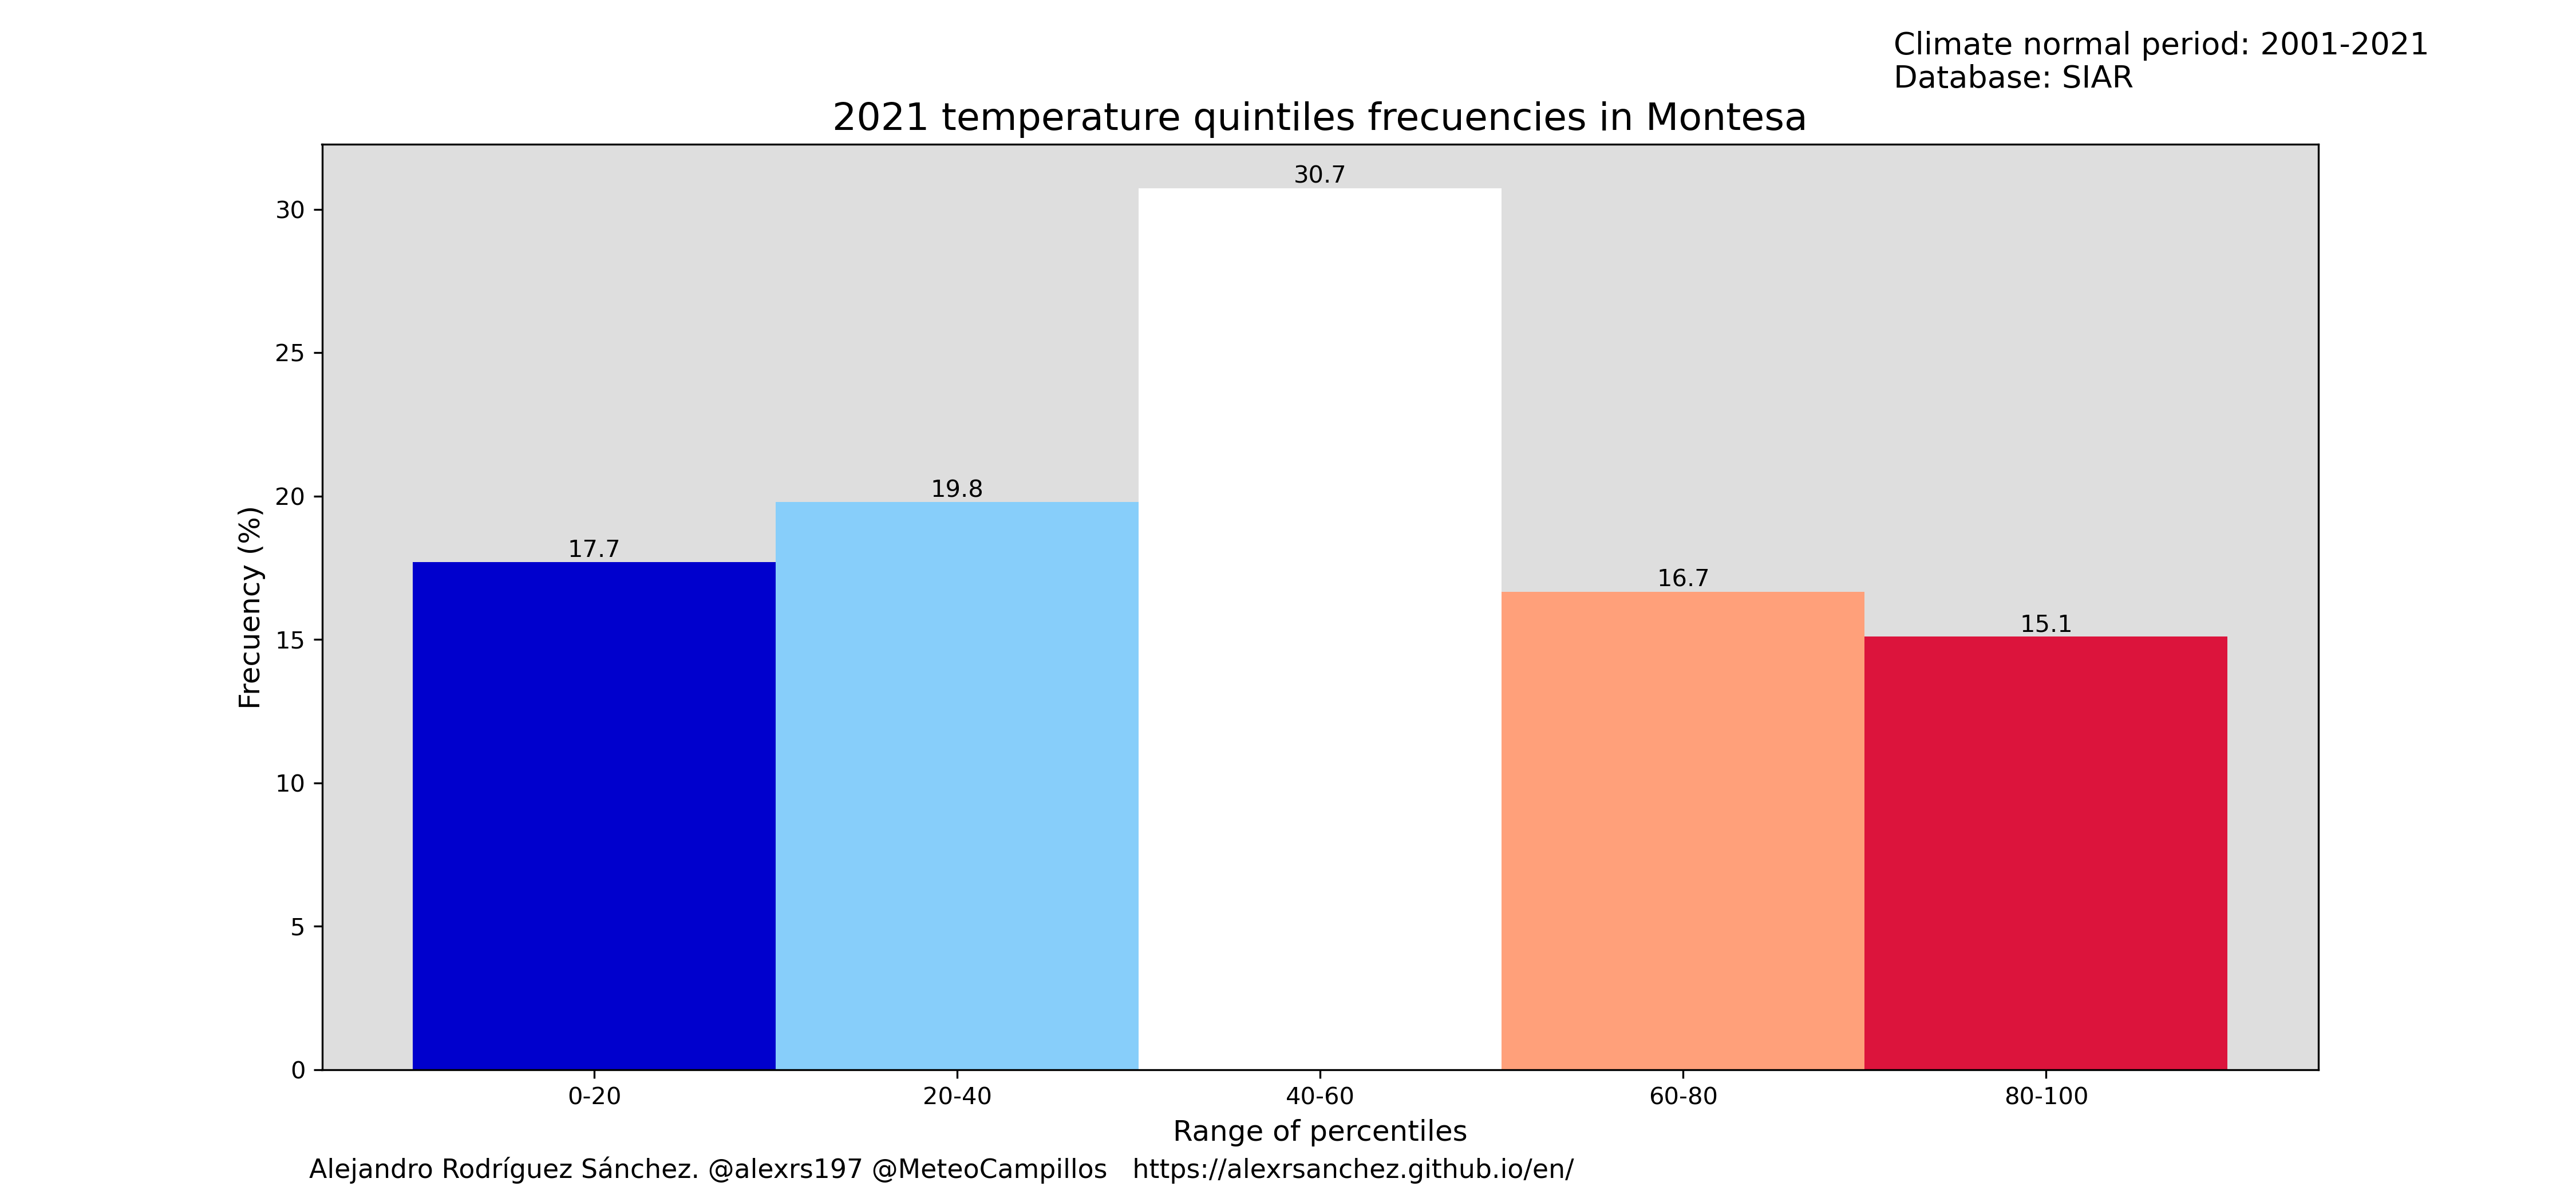 Climate normal period: 2001-2021
Database: SIAR
2021 temperature quintiles frecuencies in Montesa
30.7
30
25
19.8
20
17.7
16.7
15.1
15
10
5
0
Frecuency (%)
0-20 20-40 40-60 60-80 80-100
Range of percentiles
Alejandro Rodríguez Sánchez. @alexrs197 @MeteoCampillos https://alexrsanchez.github.io/en/